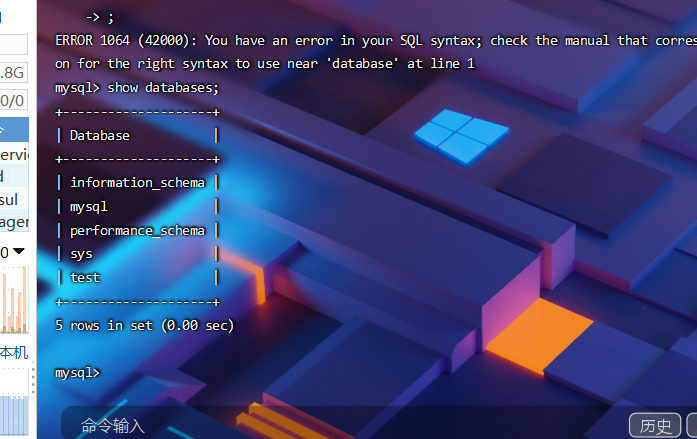 -> ;
ERROR 1064 (42000): You have an error in your SQL syntax; check the manual that corres
on for the right syntax to use near 'database' at line 1
.8G
mysql> show databases;
0/0
+--------------------+
| Database           |
+--------------------+
| information_schema |
| mysql              |
| performance_schema |
| sys                |
| test               |
+--------------------+
5 rows in set (0.00 sec)
mysql>
ervi
d
sul
ager
0
本机
命令输入
历史